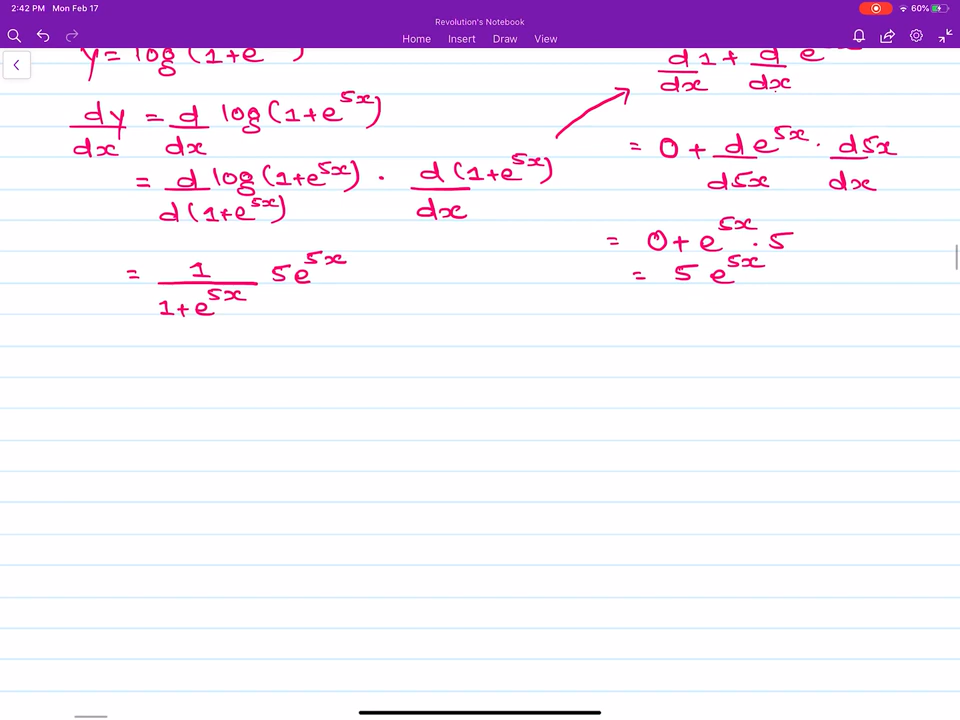 2:42 PM Mon Feb 17
60%
Revolution's Notebook
Home Insert Draw View
y = log(1+e )
dy/dx = d/dx log(1+e^5x)
= d/d(1+e^5x) log(1+e^5x) · d/dx (1+e^5x)
= 1/(1+e^5x) 5e^5x
d/dx 1 + d/dx e
= 0 + d/d5x e^5x · d5x/dx
= 0 + e^5x · 5
= 5 e^5x